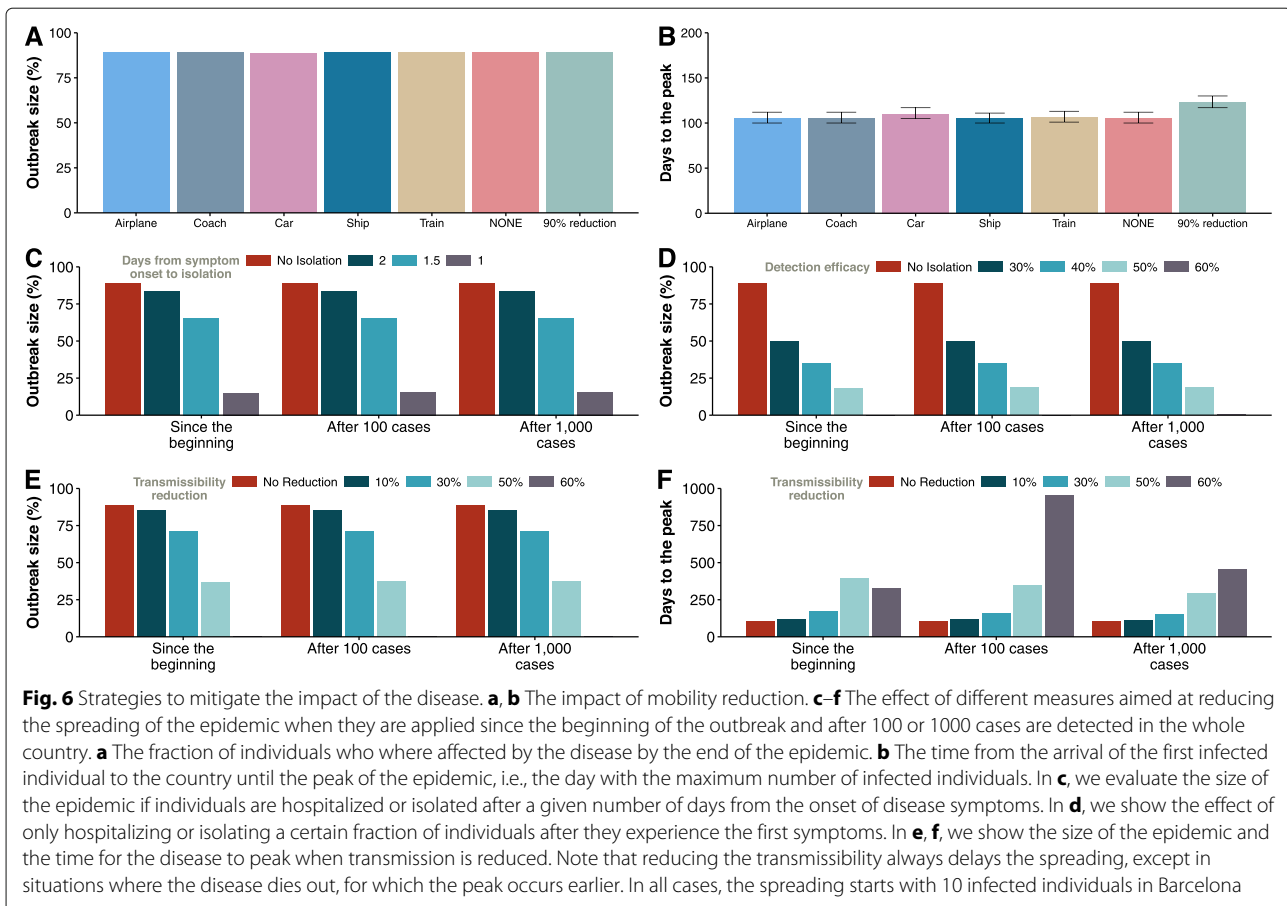 A
Outbreak size (%)
100
75
50
25
0
Airplane Coach Car Ship Train NONE 90% reduction
B
Days to the peak
200
150
100
50
0
Airplane Coach Car Ship Train NONE 90% reduction
C
Days from symptom
onset to isolation
No Isolation 2 1.5 1
Outbreak size (%)
100
75
50
25
0
Since the
beginning
After 100 cases
After 1,000
cases
D
Detection efficacy No Isolation 30% 40% 50% 60%
Outbreak size (%)
100
75
50
25
0
Since the
beginning
After 100 cases
After 1,000
cases
E
Transmissibility
reduction
No Reduction 10% 30% 50% 60%
Outbreak size (%)
100
75
50
25
0
Since the
beginning
After 100 cases
After 1,000
cases
F
Transmissibility
reduction
No Reduction 10% 30% 50% 60%
Days to the peak
1000
750
500
250
0
Since the
beginning
After 100 cases
After 1,000
cases
Fig. 6 Strategies to mitigate the impact of the disease. a, b The impact of mobility reduction. c–f The effect of different measures aimed at reducing
the spreading of the epidemic when they are applied since the beginning of the outbreak and after 100 or 1000 cases are detected in the whole
country. a The fraction of individuals who where affected by the disease by the end of the epidemic. b The time from the arrival of the first infected
individual to the country until the peak of the epidemic, i.e., the day with the maximum number of infected individuals. In c, we evaluate the size of
the epidemic if individuals are hospitalized or isolated after a given number of days from the onset of disease symptoms. In d, we show the effect of
only hospitalizing or isolating a certain fraction of individuals after they experience the first symptoms. In e, f, we show the size of the epidemic and
the time for the disease to peak when transmission is reduced. Note that reducing the transmissibility always delays the spreading, except in
situations where the disease dies out, for which the peak occurs earlier. In all cases, the spreading starts with 10 infected individuals in Barcelona